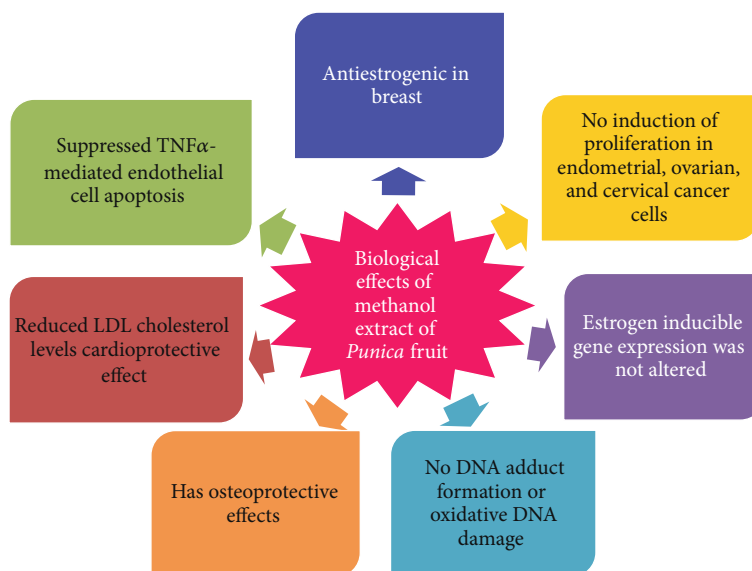 Antiestrogenic in
breast
Suppressed TNFα-
mediated endothelial
cell apoptosis
No induction of
proliferation in
endometrial, ovarian,
and cervical cancer
cells
Biological
effects of
methanol
extract of
Punica fruit
Reduced LDL cholesterol
levels cardioprotective
effect
Estrogen inducible
gene expression was
not altered
Has osteoprotective
effects
No DNA adduct
formation or
oxidative DNA
damage